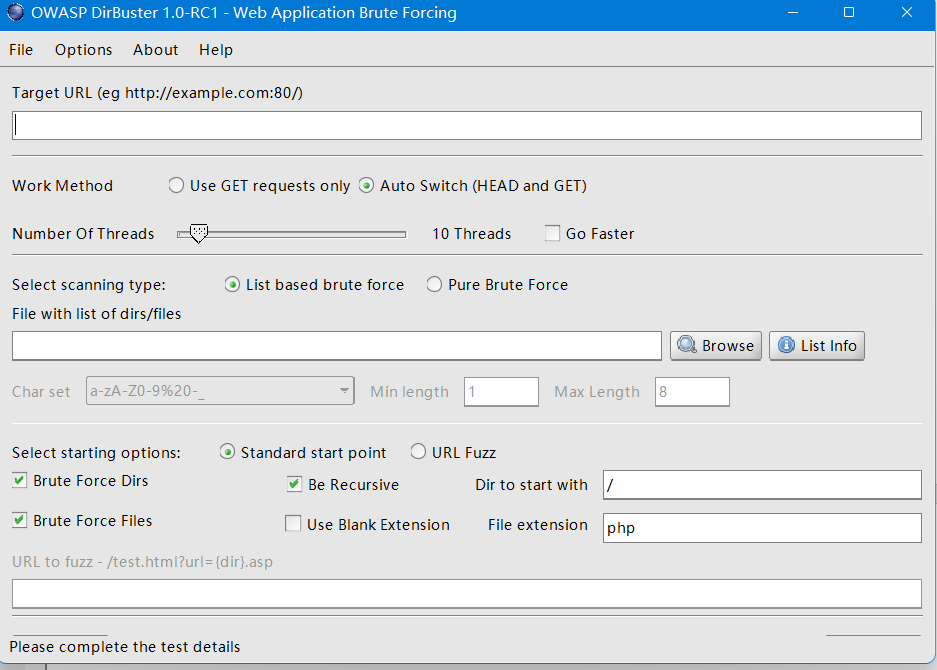 OWASP DirBuster 1.0-RC1 - Web Application Brute Forcing
File Options About Help
Target URL (eg http://example.com:80/)
Work Method Use GET requests only Auto Switch (HEAD and GET)
Number Of Threads 10 Threads Go Faster
Select scanning type: List based brute force Pure Brute Force
File with list of dirs/files
Browse List Info
Char set a-zA-Z0-9%20-_ Min length 1 Max Length 8
Select starting options: Standard start point URL Fuzz
Brute Force Dirs Be Recursive Dir to start with /
Brute Force Files Use Blank Extension File extension php
URL to fuzz - /test.html?url={dir}.asp
Please complete the test details